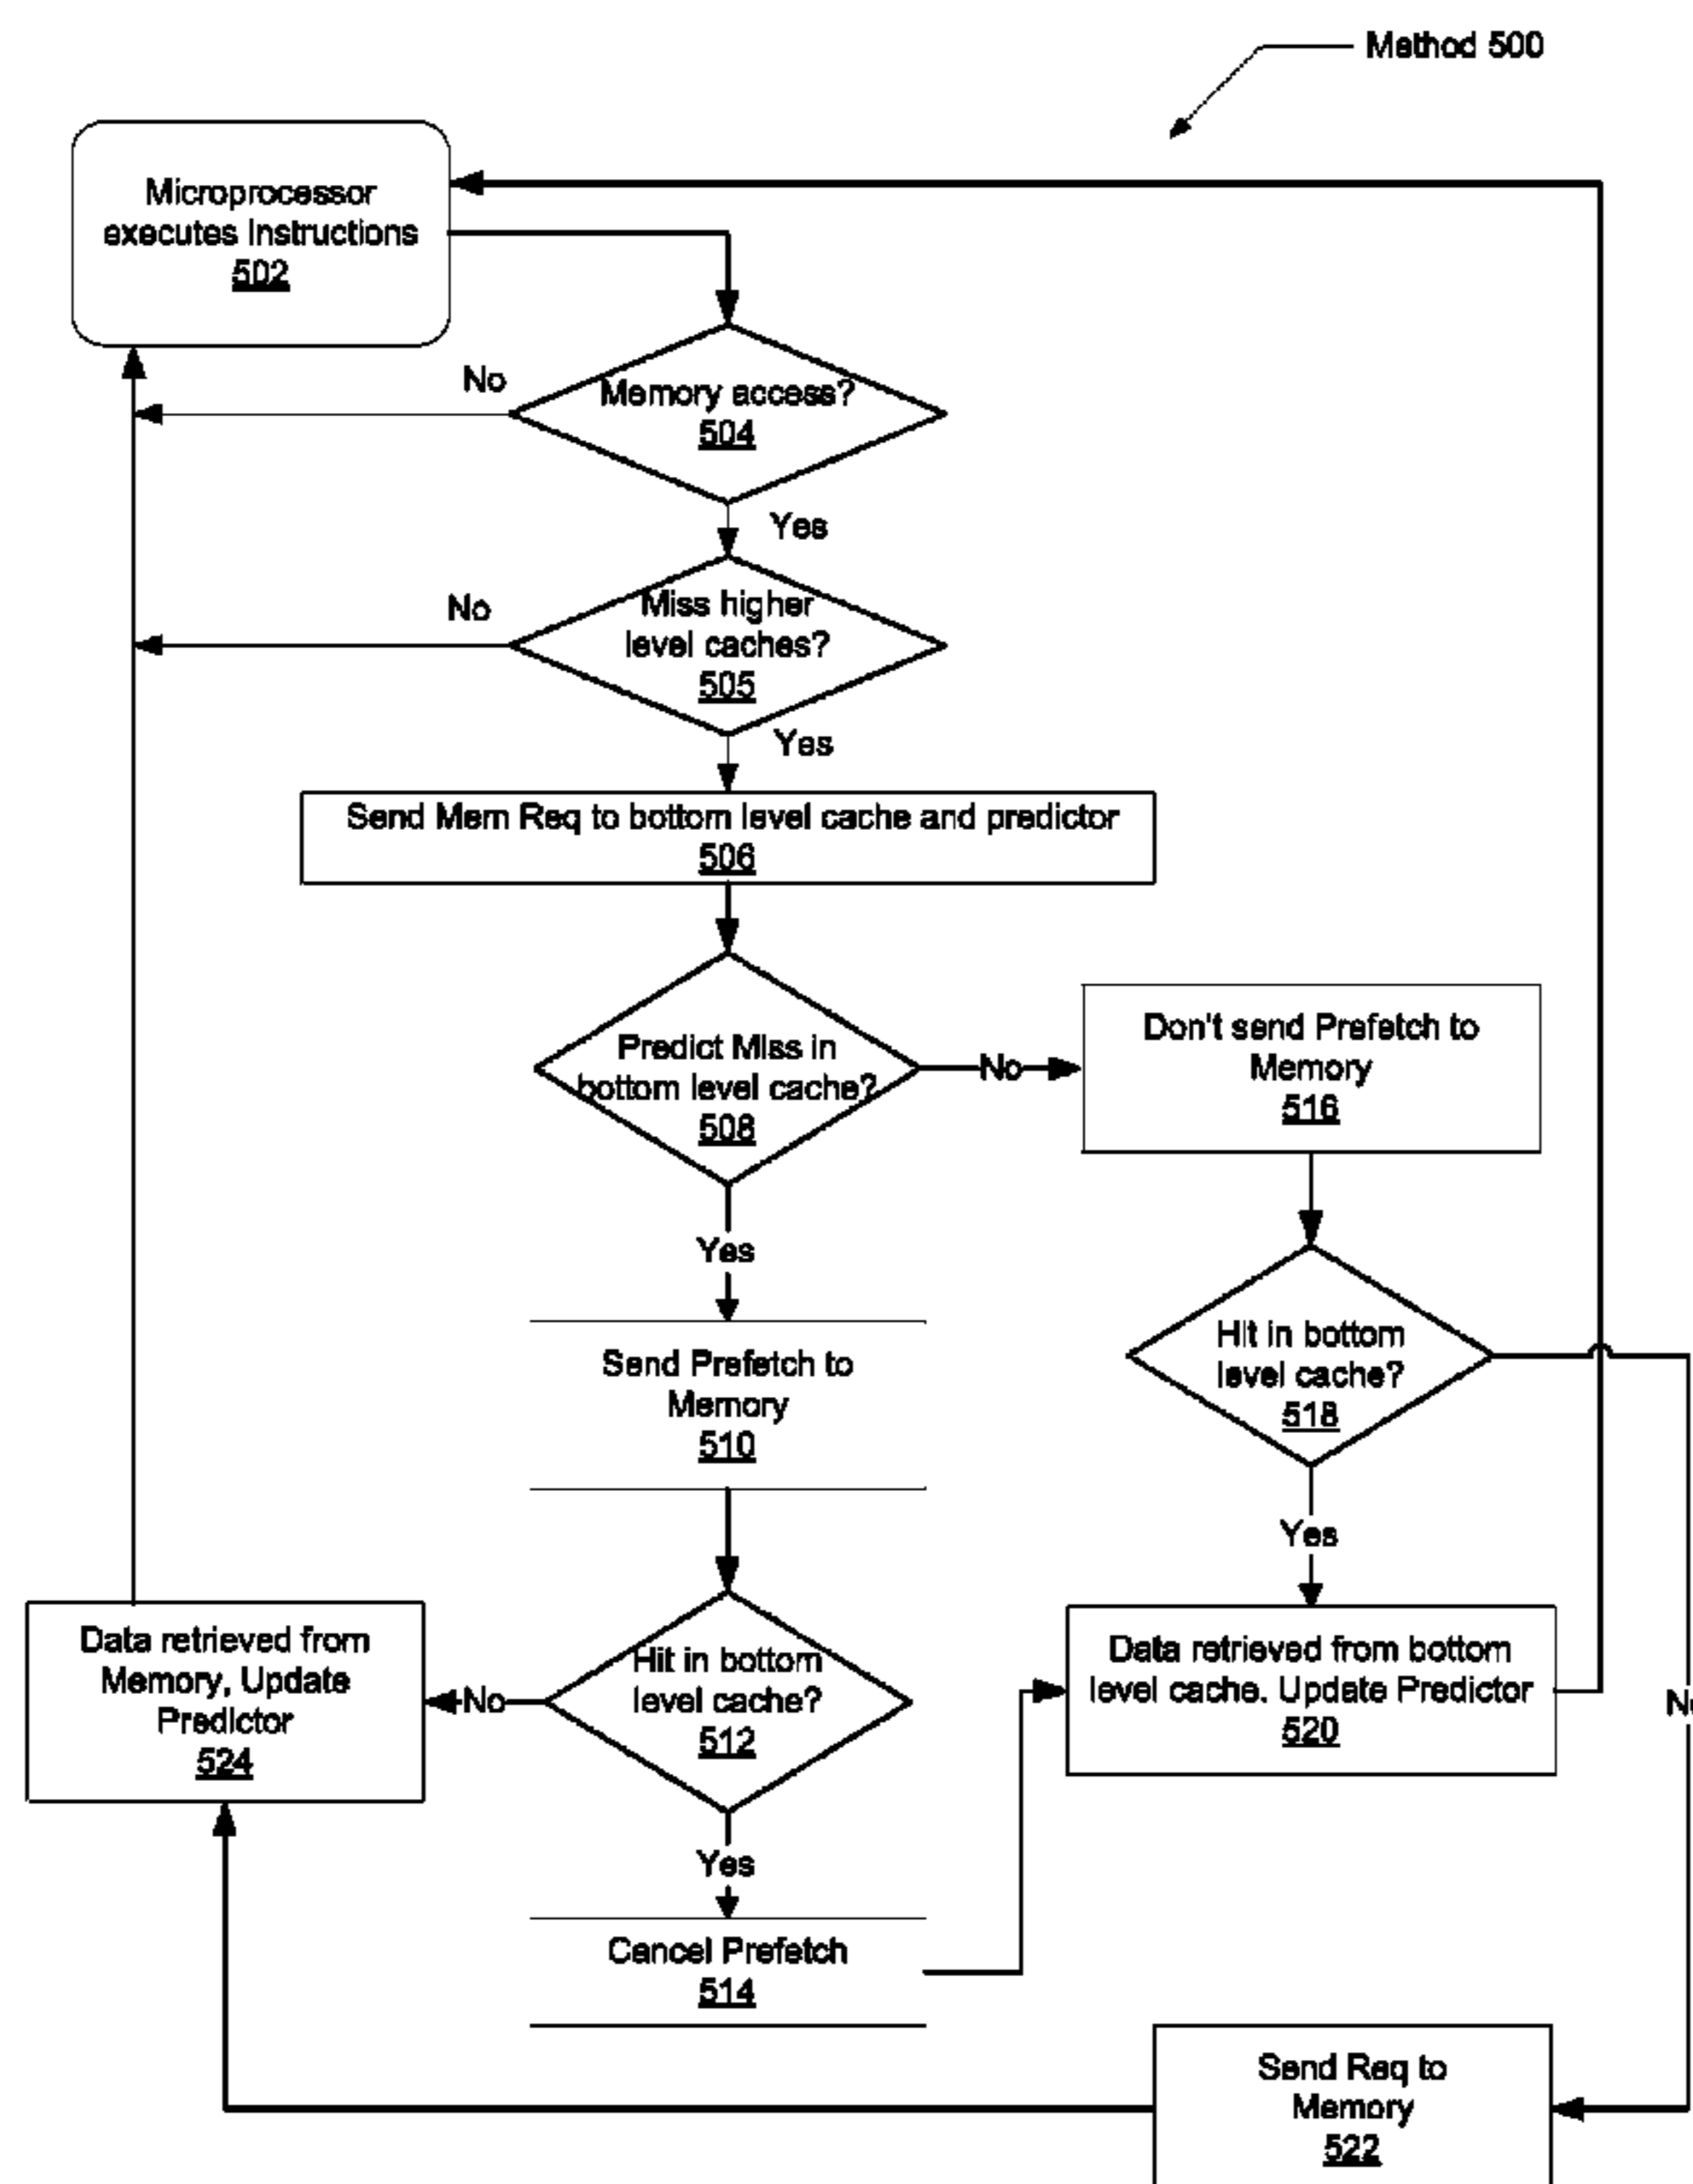 Method 500
Microprocessor
executes Instructions
502
No
Memory access?
504
Yes
No
Miss higher
level caches?
505
Yes
Send Mem Req to bottom level cache and predictor
506
Predict Miss in
bottom level cache?
508
No
Don't send Prefetch to
Memory
516
Yes
Send Prefetch to
Memory
510
Hit in bottom
level cache?
518
Yes
Data retrieved from
Memory, Update
Predictor
524
No
Hit in bottom
level cache?
512
Data retrieved from bottom
level cache. Update Predictor
520
Yes
Cancel Prefetch
514
Send Req to
Memory
522